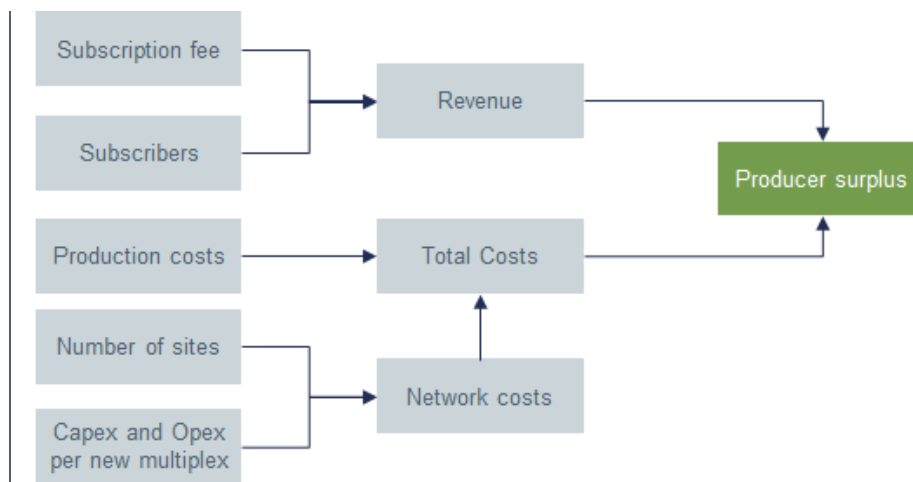 Subscription fee
Revenue
Subscribers
Producer surplus
Production costs
Total Costs
Number of sites
Network costs
Capex and Opex
per new multiplex